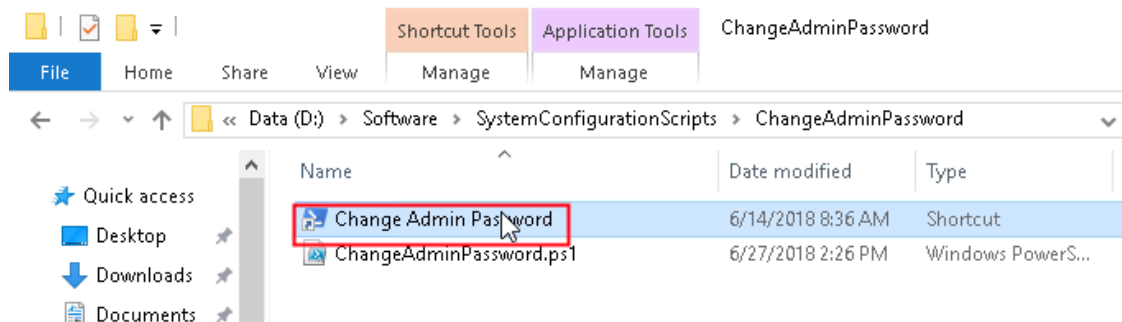 Shortcut Tools Application Tools ChangeAdminPassword
File Home Share View Manage Manage
« Data (D:) > Software > SystemConfigurationScripts > ChangeAdminPassword
Name Date modified Type
Quick access
Change Admin Password 6/14/2018 8:36 AM Shortcut
Desktop
ChangeAdminPassword.ps1 6/27/2018 2:26 PM Windows PowerS...
Downloads
Documents